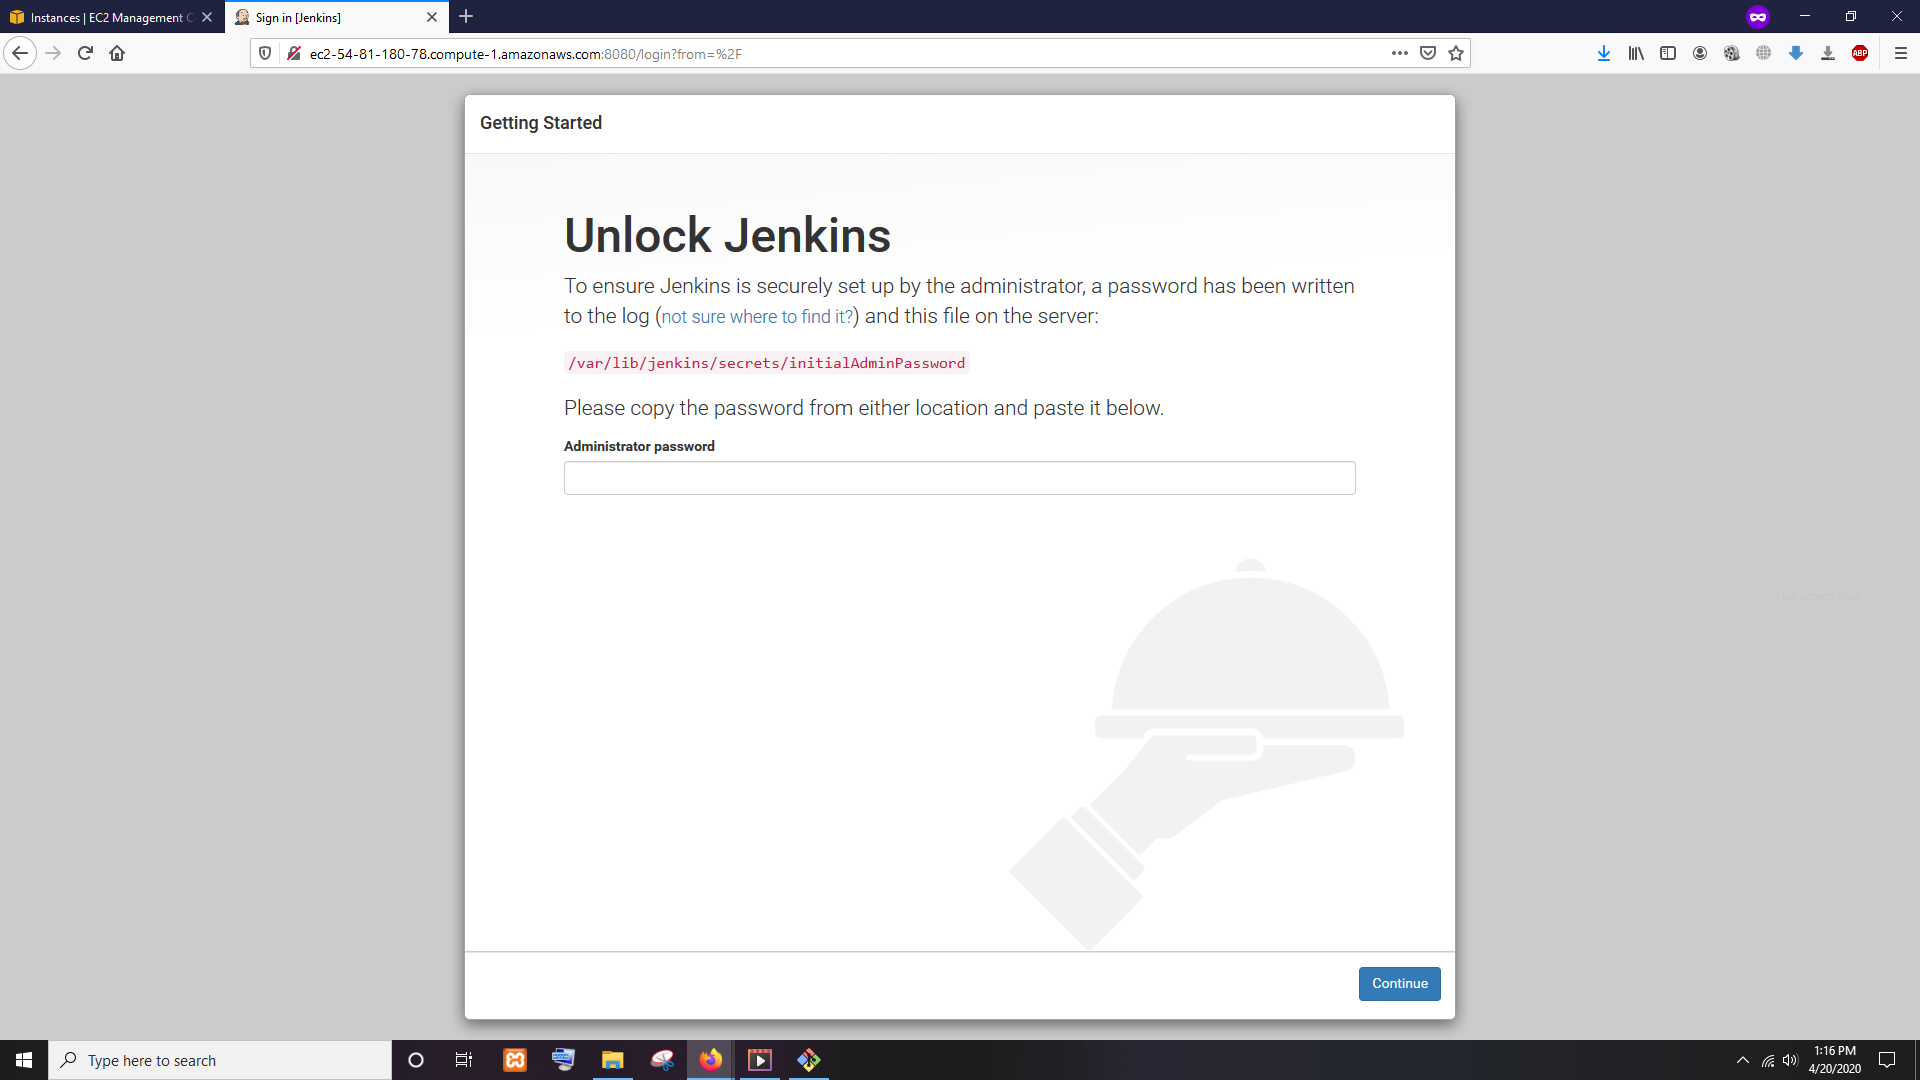 Instances | EC2 Management C
Sign in [Jenkins]
ec2-54-81-180-78.compute-1.amazonaws.com:8080/login?from=%2F
ABP
Getting Started
Unlock Jenkins
To ensure Jenkins is securely set up by the administrator, a password has been written
to the log (not sure where to find it?) and this file on the server:
/var/lib/jenkins/secrets/initialAdminPassword
Please copy the password from either location and paste it below.
Administrator password
Continue
Type here to search
1:16 PM
4/20/2020